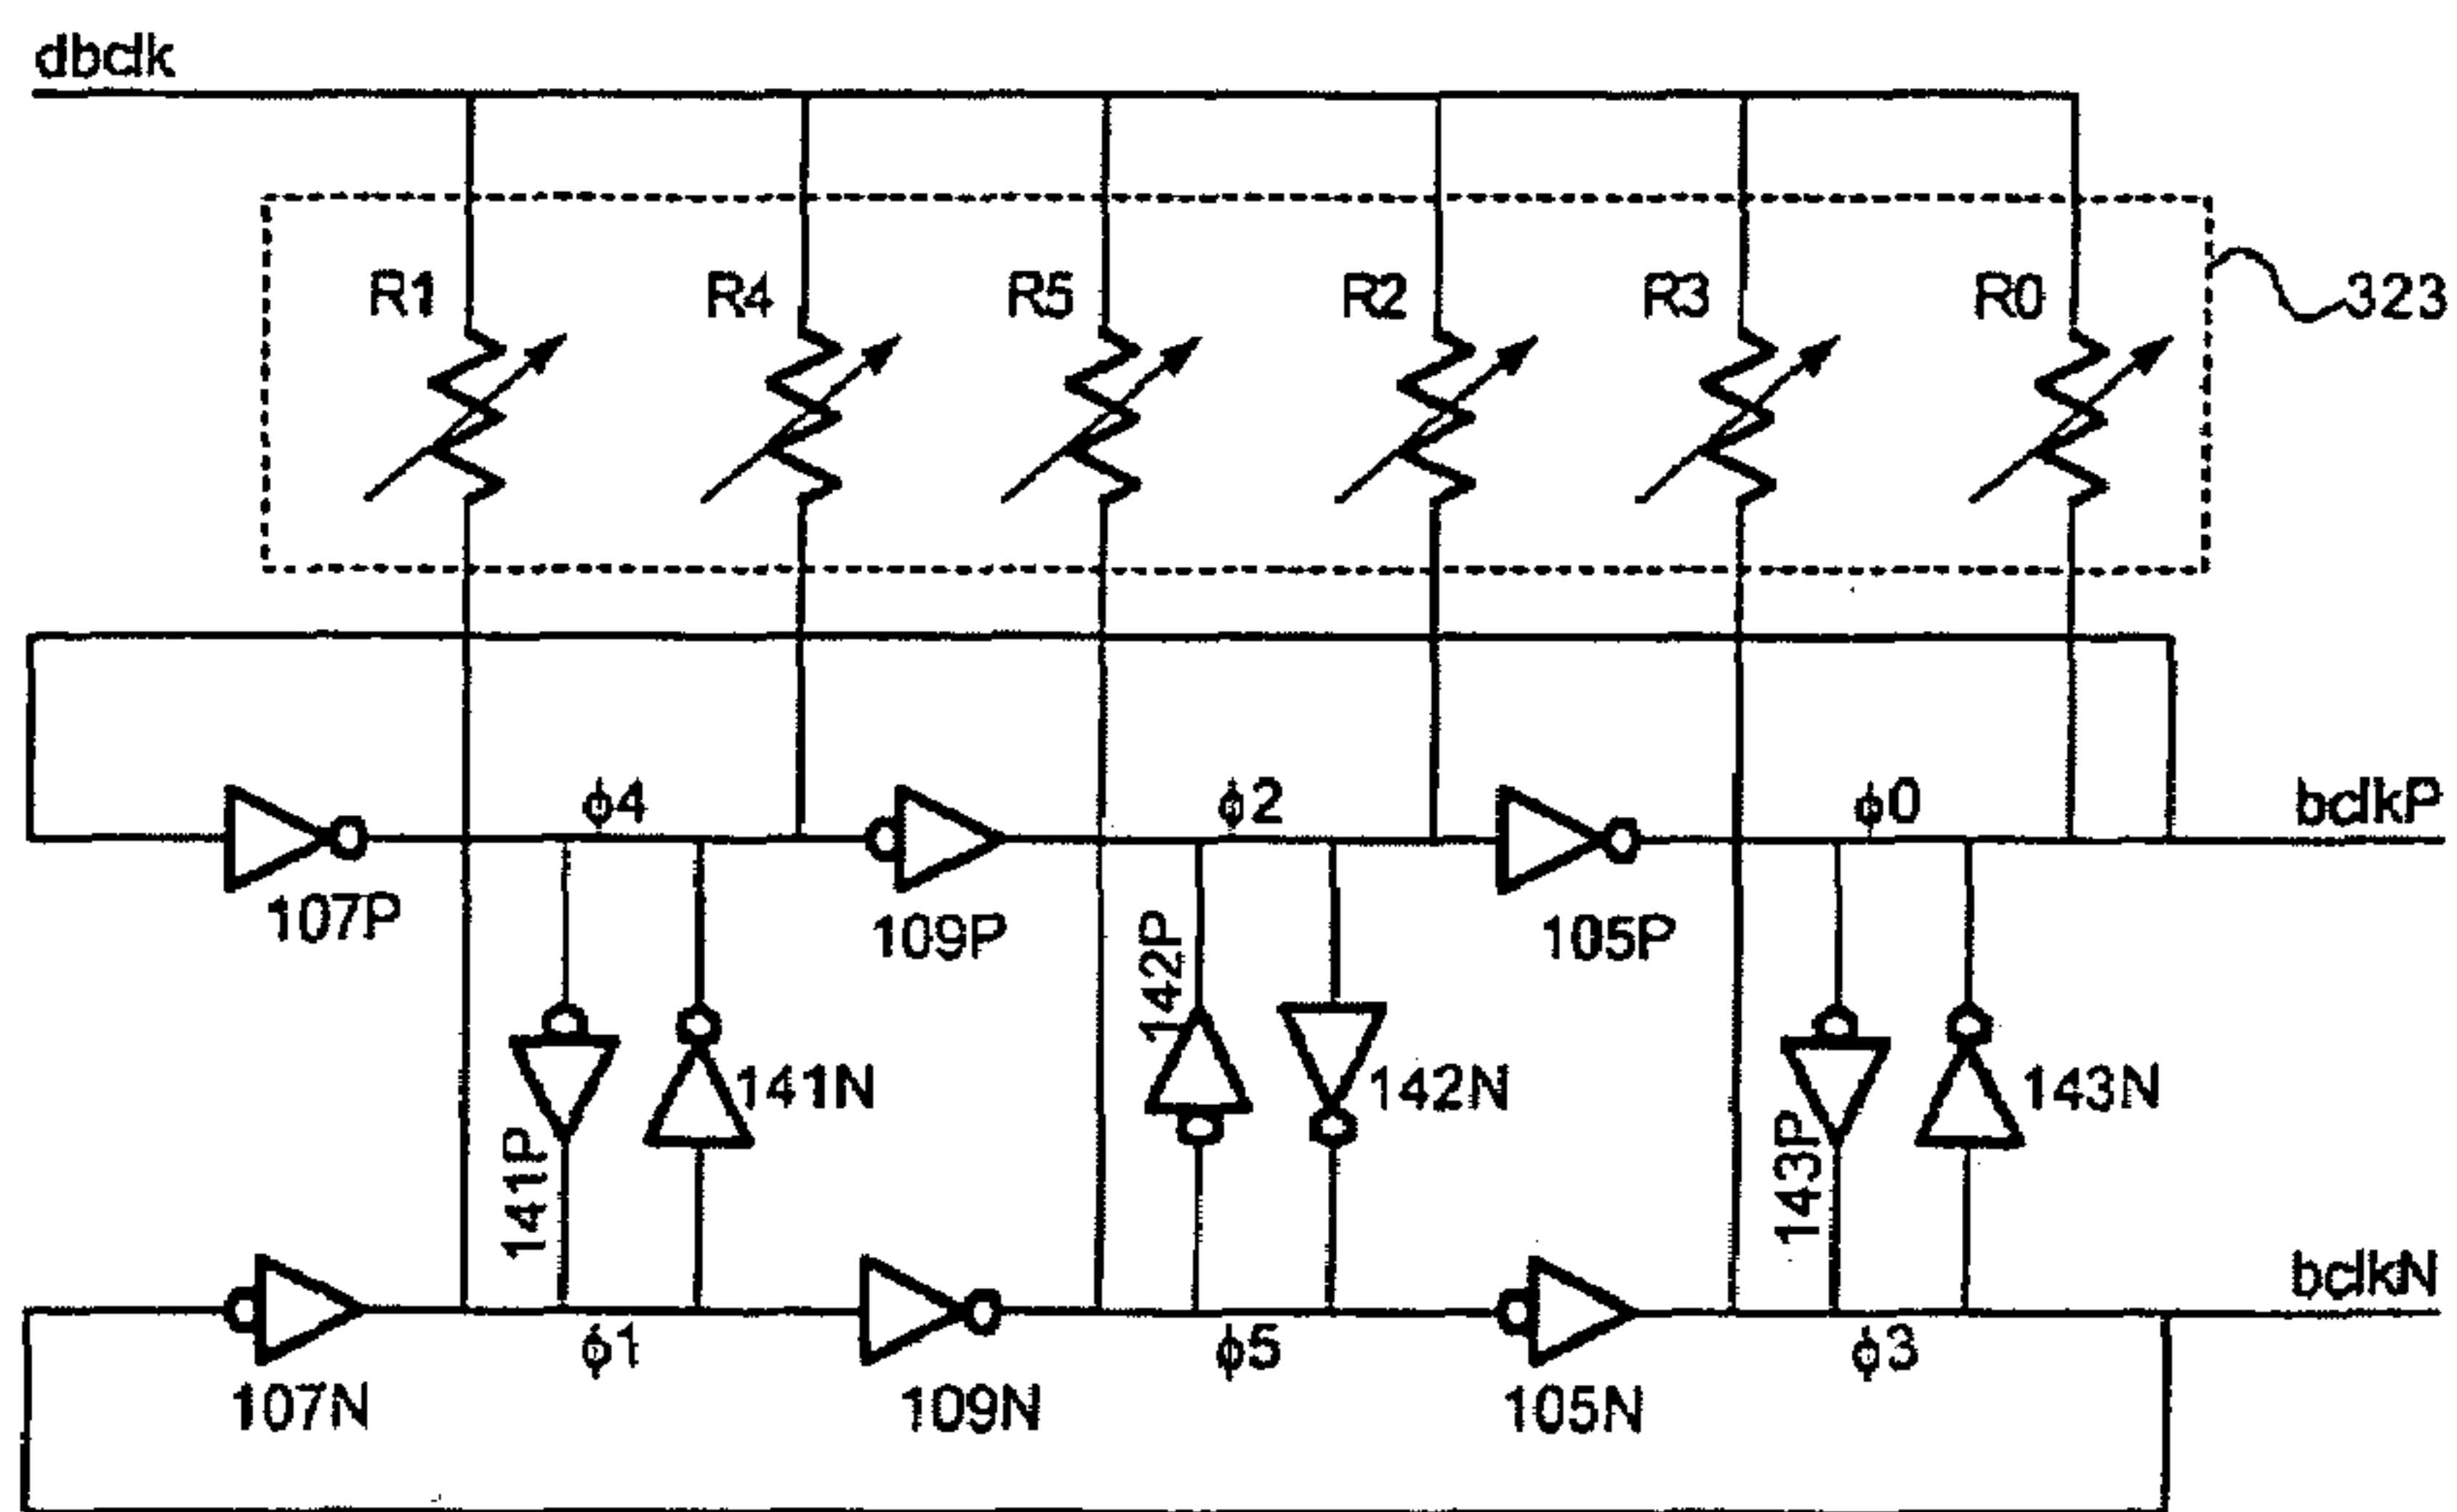 dbclk
R1 R4 R5 R2 R3 R0 323
ϕ4 ϕ2 ϕ0 bclkP
107P 109P 105P
142P
141N 142N 143N
141P 143P
bclkN
ϕ1 ϕ5 ϕ3
107N 109N 105N